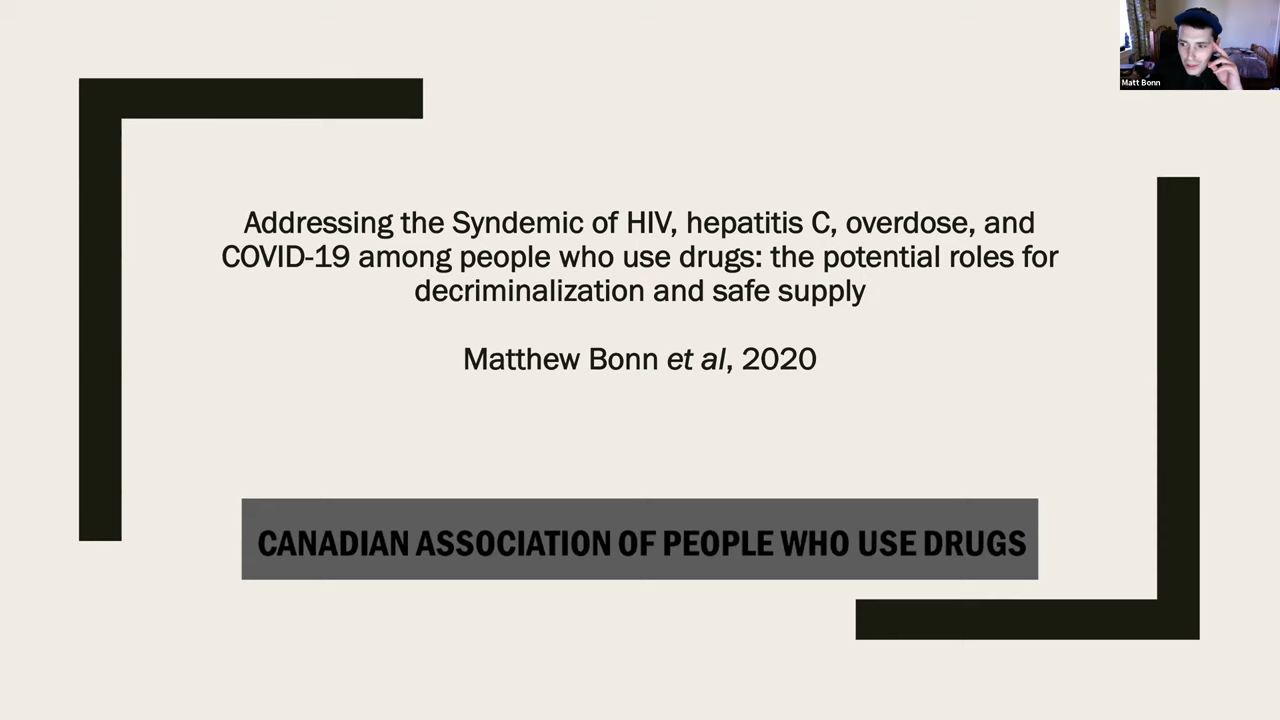 Matt Bonn
Addressing the Syndemic of HIV, hepatitis C, overdose, and
COVID-19 among people who use drugs: the potential roles for
decriminalization and safe supply
Matthew Bonn et al, 2020
CANADIAN ASSOCIATION OF PEOPLE WHO USE DRUGS